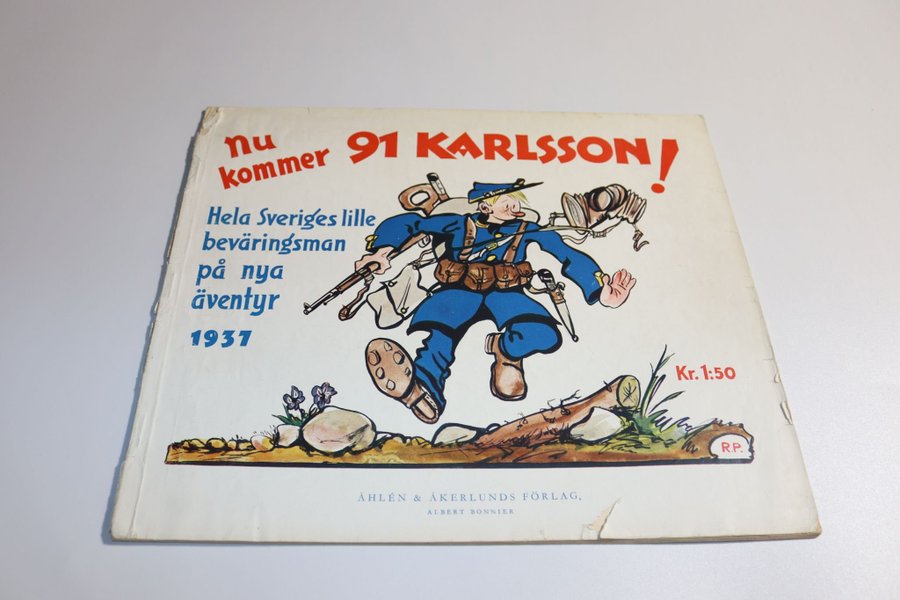 Nu
kommer 91 KARLSSON!
Hela Sveriges lille
beväringsman
på nya
äventyr
1937
Kr. 1:50
R.P.
ÅHLÉN & ÅKERLUNDS FÖRLAG,
ALBERT BONNIER